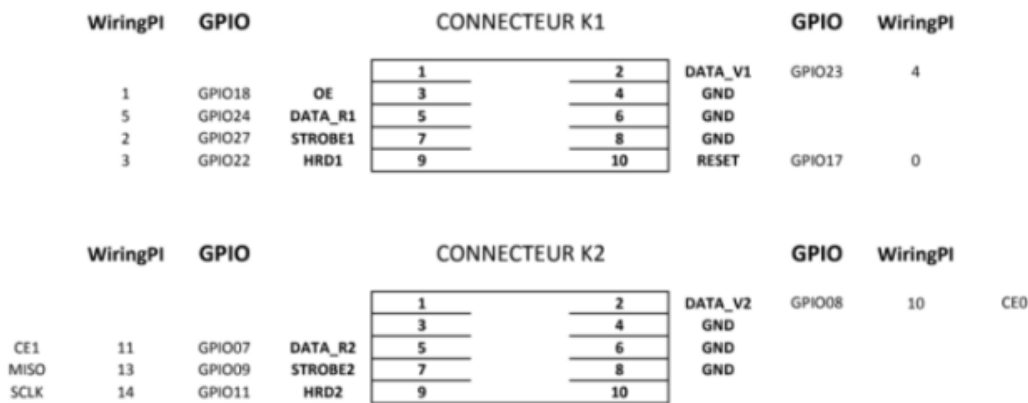 WiringPI GPIO CONNECTEUR K1 GPIO WiringPI
1 2 DATA_V1 GPIO23 4
1 GPIO18 OE 3 4 GND
5 GPIO24 DATA_R1 5 6 GND
2 GPIO27 STROBE1 7 8 GND
3 GPIO22 HRD1 9 10 RESET GPIO17 0
WiringPI GPIO CONNECTEUR K2 GPIO WiringPI
1 2 DATA_V2 GPIO08 10 CE0
3 4 GND
CE1 11 GPIO07 DATA_R2 5 6 GND
MISO 13 GPIO09 STROBE2 7 8 GND
SCLK 14 GPIO11 HRD2 9 10